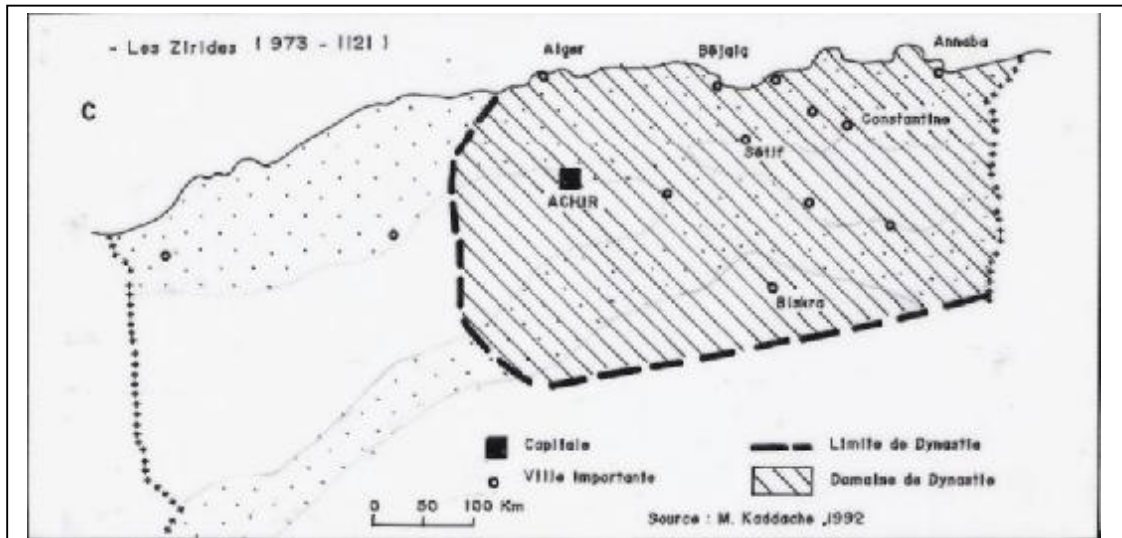 - Les Zirides ( 973 - 1121 )
C
Alger
Béjaia
Annaba
Constantine
Sétif
ACHIR
Biskra
Capitale
Ville Importante
0 50 100 Km
Limite de Dynastie
Domaine de Dynastie
Source : M. Kaddache ,1992